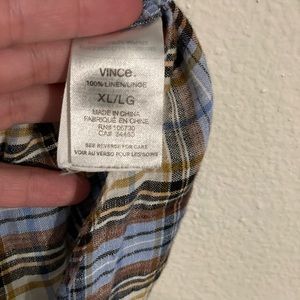 VINCE.
100% LINEN/LINGE
XL/LG
MADE IN CHINA
FABRIQUÉ EN CHINE
RN# 106730
CA# 34483
SEE REVERSE FOR CARE
VOIR AU VERSO POUR LES SOINS